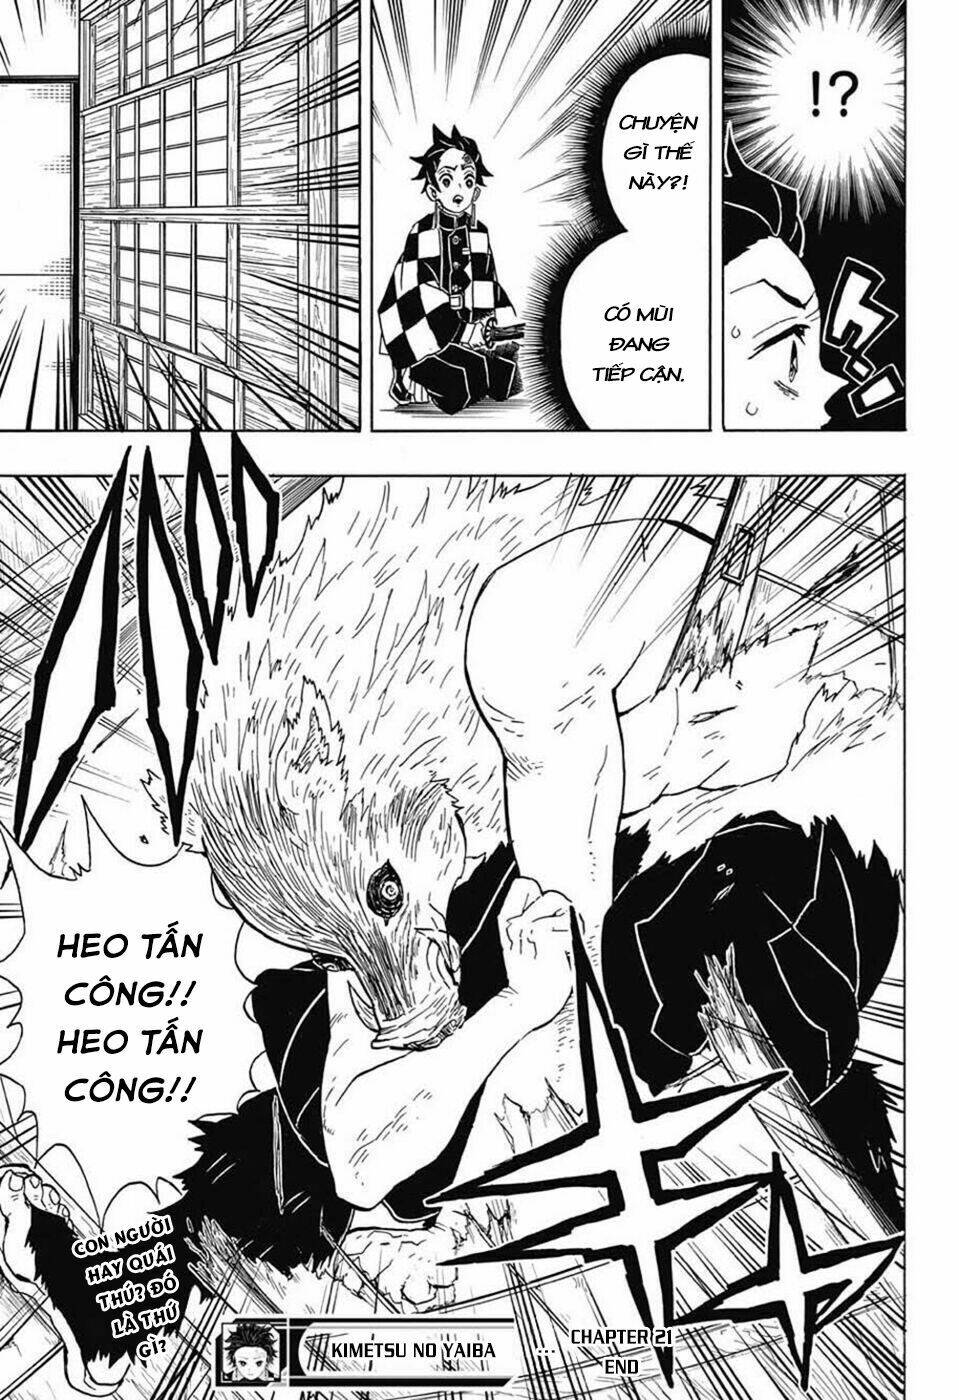 !?
CHUYỆN
GÌ THẾ
NÀY?!
CÓ MÙI
ĐANG
TIẾP CẬN.
HEO TẤN
CÔNG!!
HEO TẤN
CÔNG!!
CON NGƯỜI
HAY QUÁI
THÚ? ĐÓ
LÀ THỨ
GÌ?
KIMETSU NO YAIBA ... CHAPTER 21
END